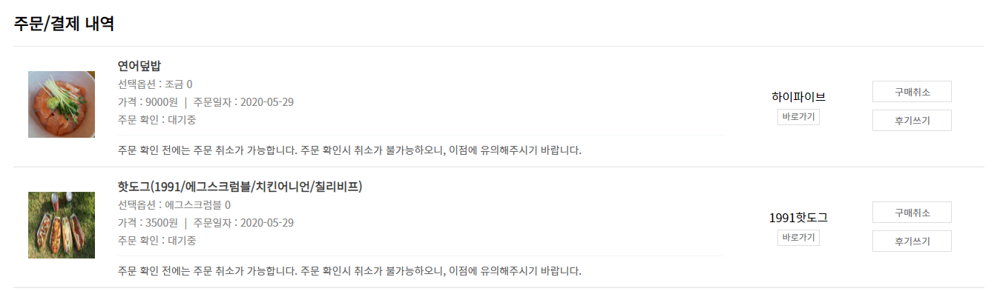 주문/결제 내역
연어덮밥
선택옵션 : 조금 0
가격 : 9000원 | 주문일자 : 2020-05-29
주문 확인 : 대기중
주문 확인 전에는 주문 취소가 가능합니다. 주문 확인시 취소가 불가능하오니, 이점에 유의해주시기 바랍니다.
하이파이브
바로가기
구매취소
후기쓰기
핫도그(1991/에그스크럼블/치킨어니언/칠리비프)
선택옵션 : 에그스크럼블 0
가격 : 3500원 | 주문일자 : 2020-05-29
주문 확인 : 대기중
주문 확인 전에는 주문 취소가 가능합니다. 주문 확인시 취소가 불가능하오니, 이점에 유의해주시기 바랍니다.
1991핫도그
바로가기
구매취소
후기쓰기